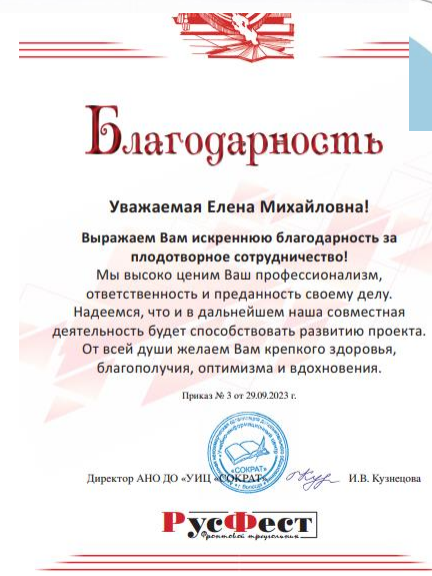 Благодарность
Уважаемая Елена Михайловна!
Выражаем Вам искреннюю благодарность за
плодотворное сотрудничество!
Мы высоко ценим Ваш профессионализм,
ответственность и преданность своему делу.
Надеемся, что и в дальнейшем наша совместная
деятельность будет способствовать развитию проекта.
От всей души желаем Вам крепкого здоровья,
благополучия, оптимизма и вдохновения.
Приказ № 3 от 29.09.2023 г.
«СОКРАТ»
Директор АНО ДО «УИЦ «СОКРАТ» И.В. Кузнецова
РусФест
Фронтовой треугольник